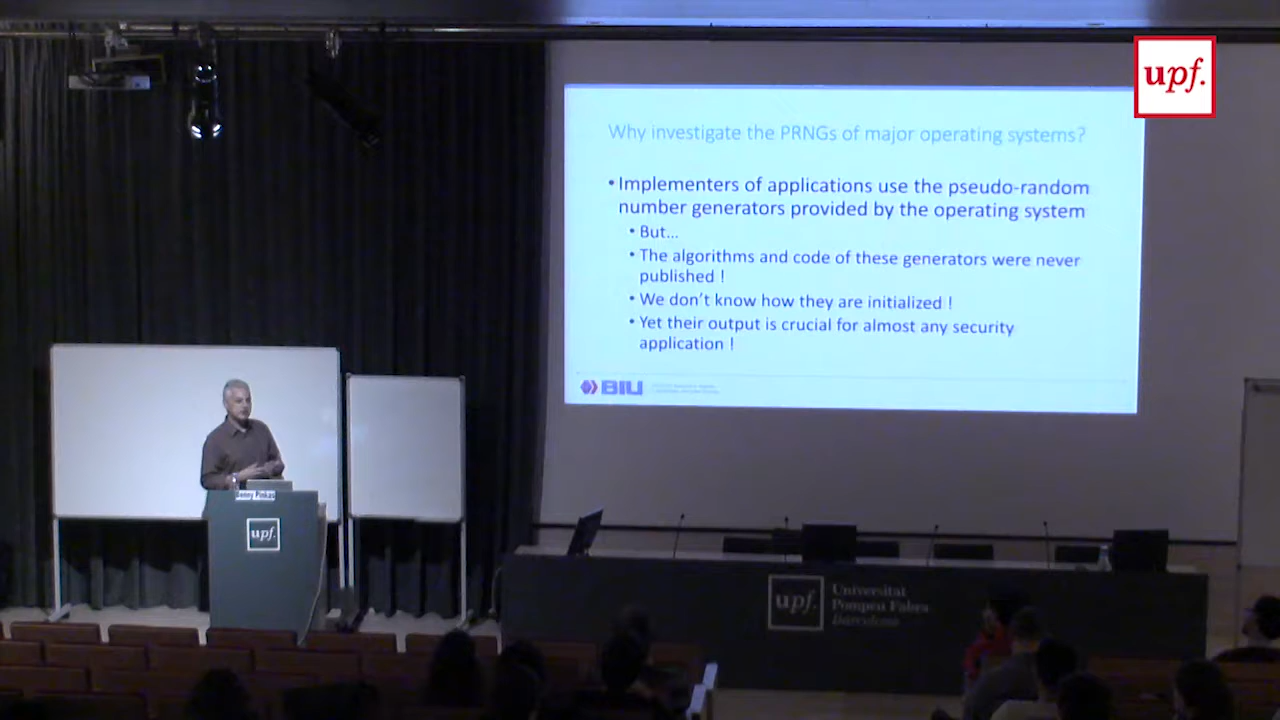 upf.
Why investigate the PRNGs of major operating systems?
• Implementers of applications use the pseudo-random
number generators provided by the operating system
• But...
• The algorithms and code of these generators were never
published !
• We don't know how they are initialized !
• Yet their output is crucial for almost any security
application !
BIU
Benny Pinkas
upf.
upf.
Universitat
Pompeu Fabra
Barcelona